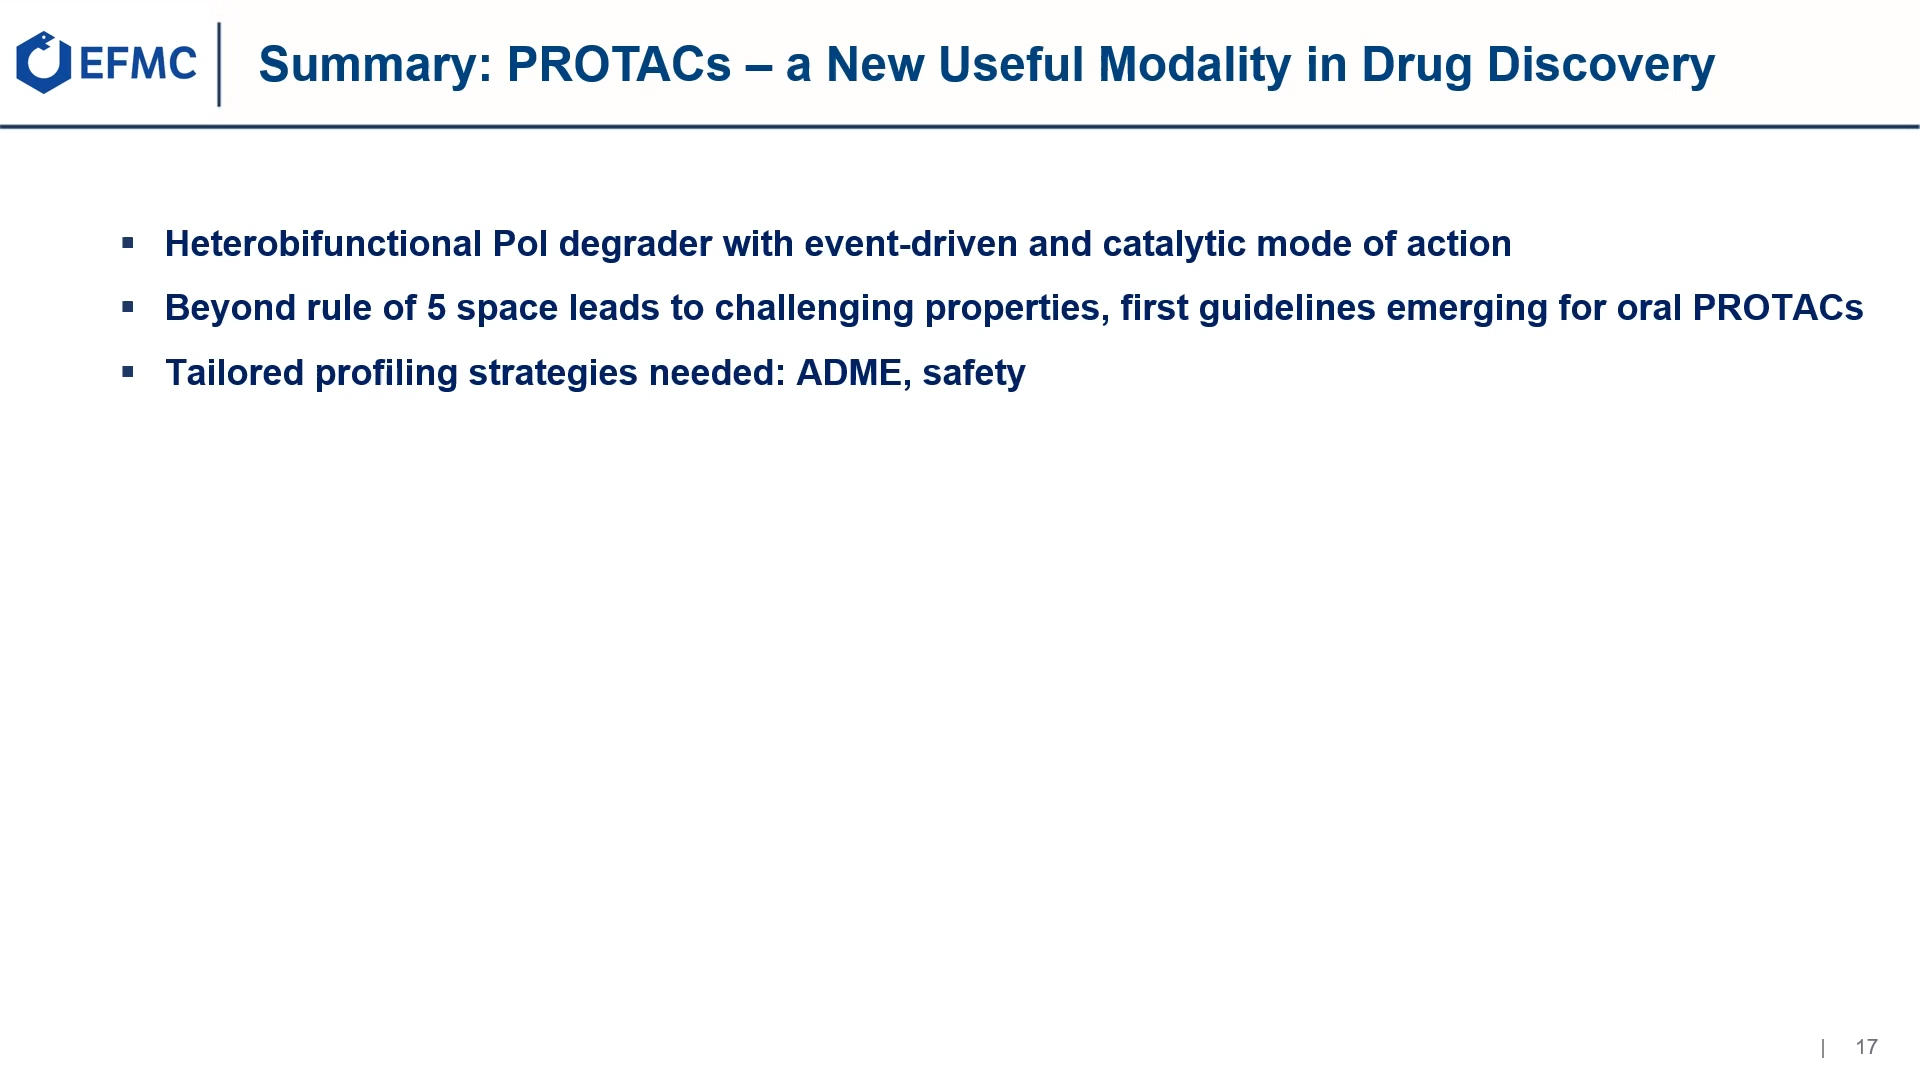 EFMC
Summary: PROTACs – a New Useful Modality in Drug Discovery
▪ Heterobifunctional PoI degrader with event-driven and catalytic mode of action
▪ Beyond rule of 5 space leads to challenging properties, first guidelines emerging for oral PROTACs
▪ Tailored profiling strategies needed: ADME, safety
| 17